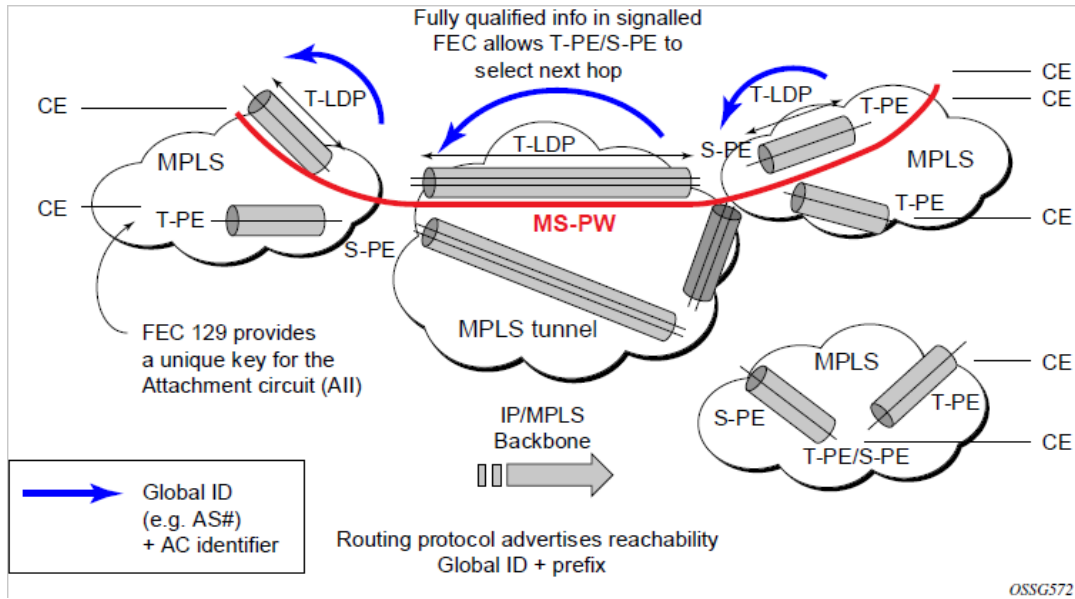 Fully qualified info in signalled
FEC allows T-PE/S-PE to
select next hop
CE
T-LDP
MPLS
CE
T-PE
S-PE
T-LDP
MS-PW
MPLS tunnel
T-LDP
S-PE
T-PE
MPLS
T-PE
CE
CE
CE
FEC 129 provides
a unique key for the
Attachment circuit (AII)
IP/MPLS
Backbone
MPLS
S-PE
T-PE
T-PE/S-PE
CE
CE
Global ID
(e.g. AS#)
+ AC identifier
Routing protocol advertises reachability
Global ID + prefix
OSSG572